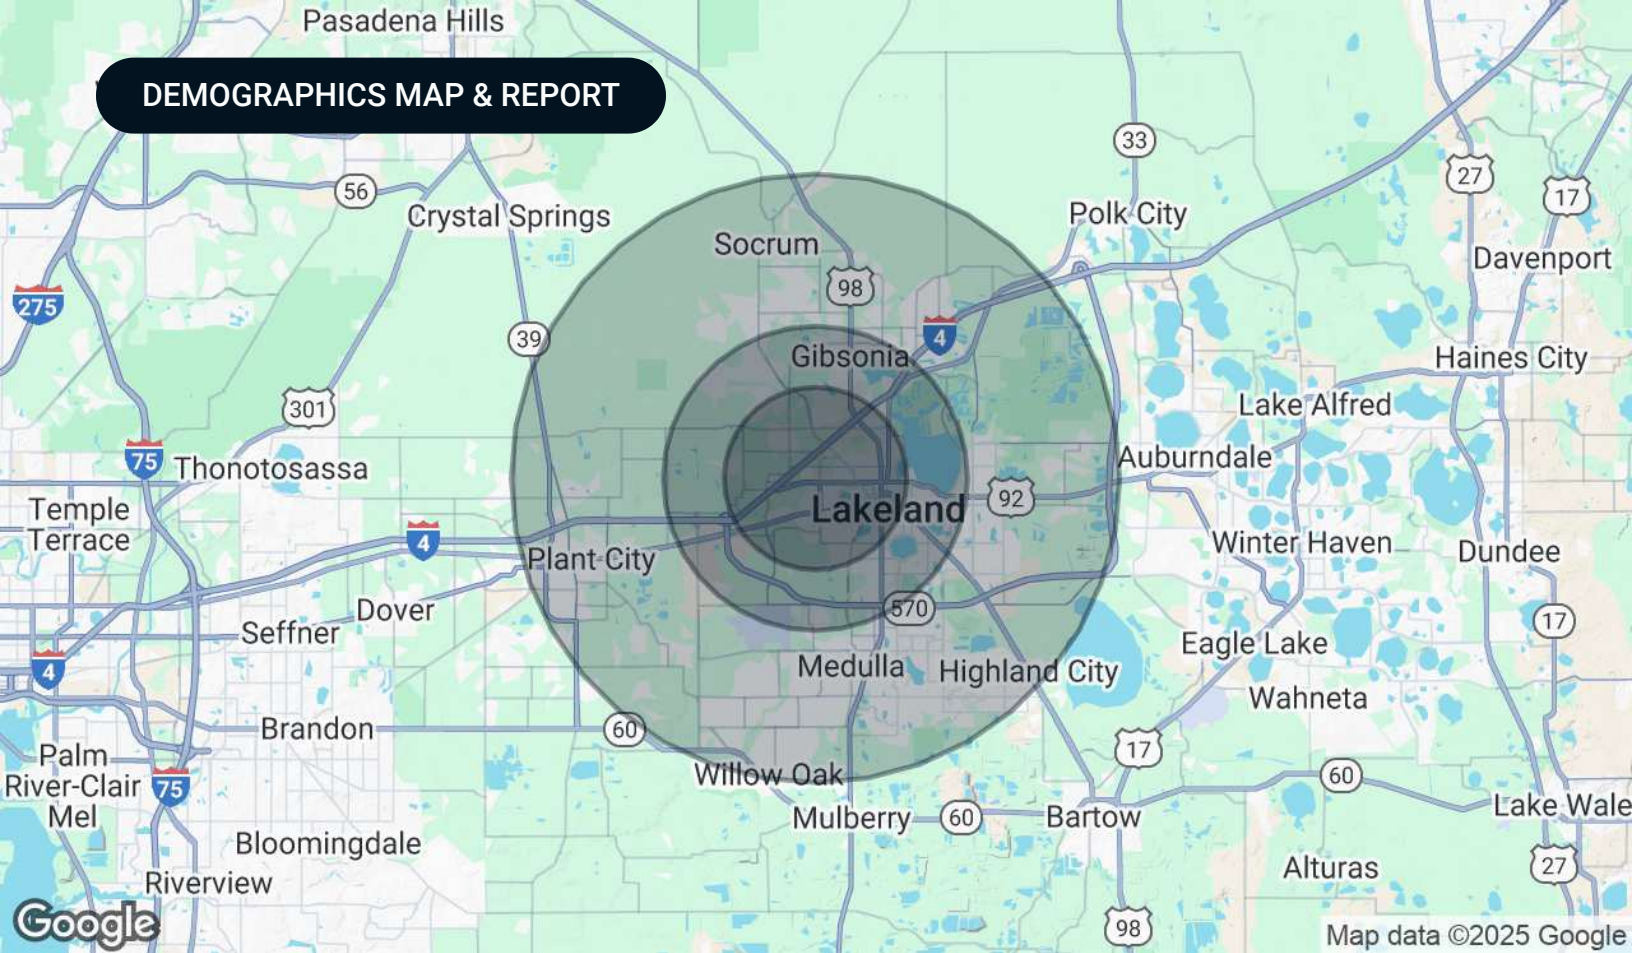 Pasadena Hills
DEMOGRAPHICS MAP & REPORT
33
27
17
56
Crystal Springs
Polk City
Socrum
Davenport
275
98
39
4
Gibsonia
Haines City
301
Lake Alfred
75
Thonotosassa
Auburndale
Temple
Terrace
92
Lakeland
4
Plant City
Winter Haven
Dundee
Dover
570
17
Seffner
Eagle Lake
4
Medulla
Highland City
Wahneta
Brandon
60
17
Palm
River-Clair
Mel
75
Willow Oak
60
Mulberry
60
Bartow
Lake Wale
Bloomingdale
Alturas
27
Riverview
Google
98
Map data ©2025 Google